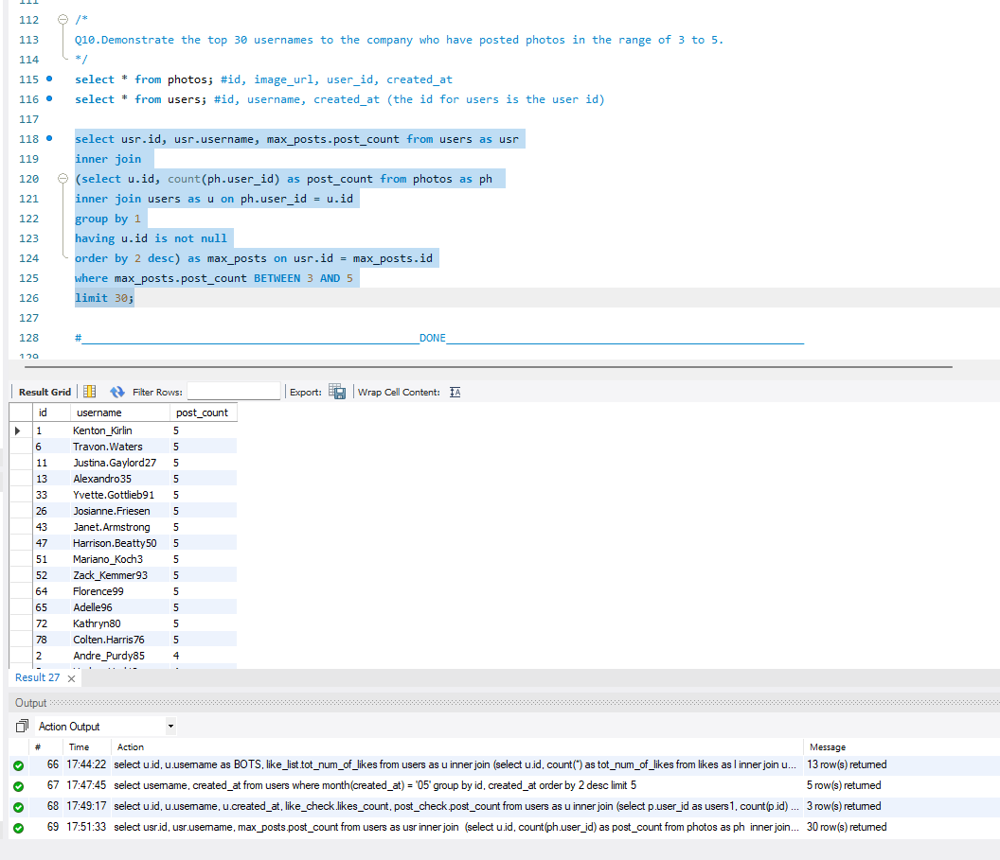 111
112 /*
113 Q10.Demonstrate the top 30 usernames to the company who have posted photos in the range of 3 to 5.
114 */
115 select * from photos; #id, image_url, user_id, created_at
116 select * from users; #id, username, created_at (the id for users is the user id)
117
118 select usr.id, usr.username, max_posts.post_count from users as usr
119 inner join
120 (select u.id, count(ph.user_id) as post_count from photos as ph
121 inner join users as u on ph.user_id = u.id
122 group by 1
123 having u.id is not null
124 order by 2 desc) as max_posts on usr.id = max_posts.id
125 where max_posts.post_count BETWEEN 3 AND 5
126 limit 30;
127
128 #___________________________________________________DONE______________________________________________________
129
Result Grid Filter Rows: Export: Wrap Cell Content:
id username post_count
1 Kenton_Kirlin 5
6 Travon.Waters 5
11 Justina.Gaylord27 5
13 Alexandro35 5
33 Yvette.Gottlieb91 5
26 Josianne.Friesen 5
43 Janet.Armstrong 5
47 Harrison.Beatty50 5
51 Mariano_Koch3 5
52 Zack_Kemmer93 5
64 Florence99 5
65 Adelle96 5
72 Kathryn80 5
78 Colten.Harris76 5
2 Andre_Purdy85 4
Result 27
Output
Action Output
# Time Action Message
66 17:44:22 select u.id, u.username as BOTS, like_list.tot_num_of_likes from users as u inner join (select u.id, count(*) as tot_num_of_likes from likes as l inner join u... 13 row(s) returned
67 17:47:45 select username, created_at from users where month(created_at) = '05' group by id, created_at order by 2 desc limit 5 5 row(s) returned
68 17:49:17 select u.id, u.username, u.created_at, like_check.likes_count, post_check.post_count from users as u inner join (select p.user_id as users1, count(p.id) ... 3 row(s) returned
69 17:51:33 select usr.id, usr.username, max_posts.post_count from users as usr inner join (select u.id, count(ph.user_id) as post_count from photos as ph inner join... 30 row(s) returned